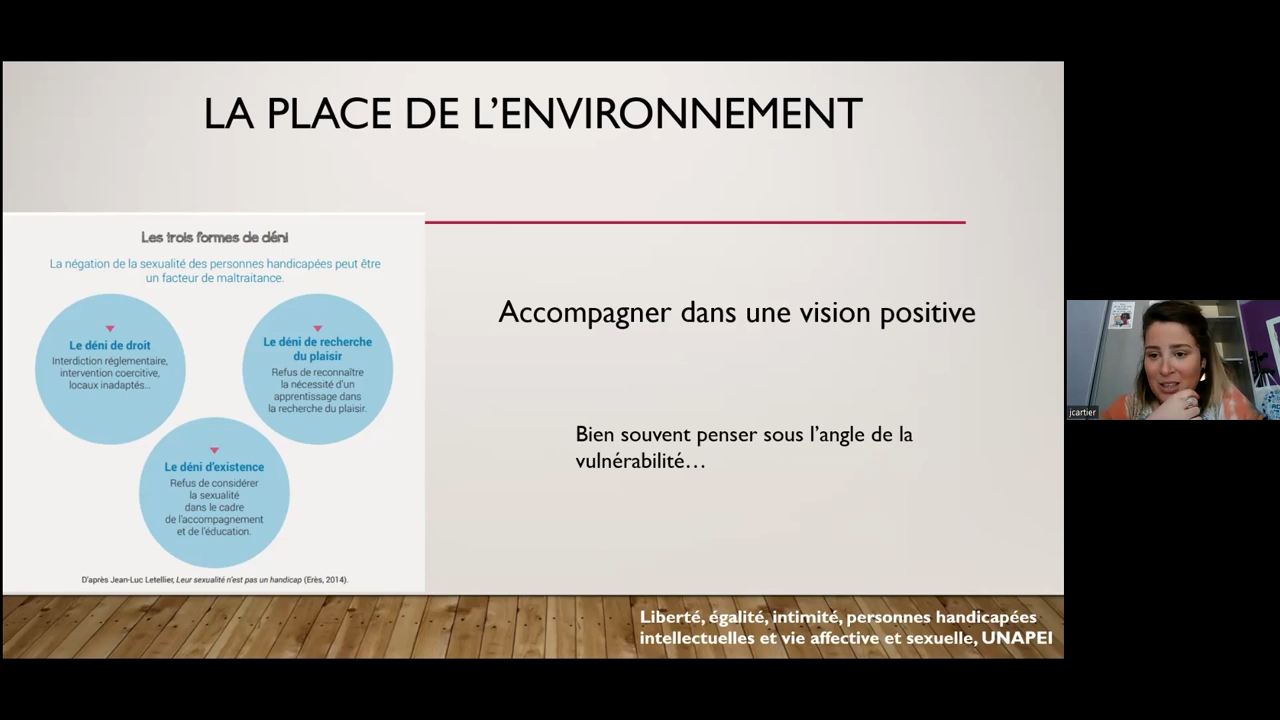 LA PLACE DE L'ENVIRONNEMENT
Les trois formes de déni
La négation de la sexualité des personnes handicapées peut être
un facteur de maltraitance.
Le déni de droit
Interdiction réglementaire,
intervention coercitive,
locaux inadaptés...
Le déni de recherche
du plaisir
Refus de reconnaître
la nécessité d'un
apprentissage dans
la recherche du plaisir.
Le déni d'existence
Refus de considérer
la sexualité
dans le cadre
de l'accompagnement
et de l'éducation.
D'après Jean-Luc Letellier, Leur sexualité n'est pas un handicap (Erès, 2014).
Accompagner dans une vision positive
Bien souvent penser sous l'angle de la
vulnérabilité…
Liberté, égalité, intimité, personnes handicapées
intellectuelles et vie affective et sexuelle, UNAPEI
jcartier